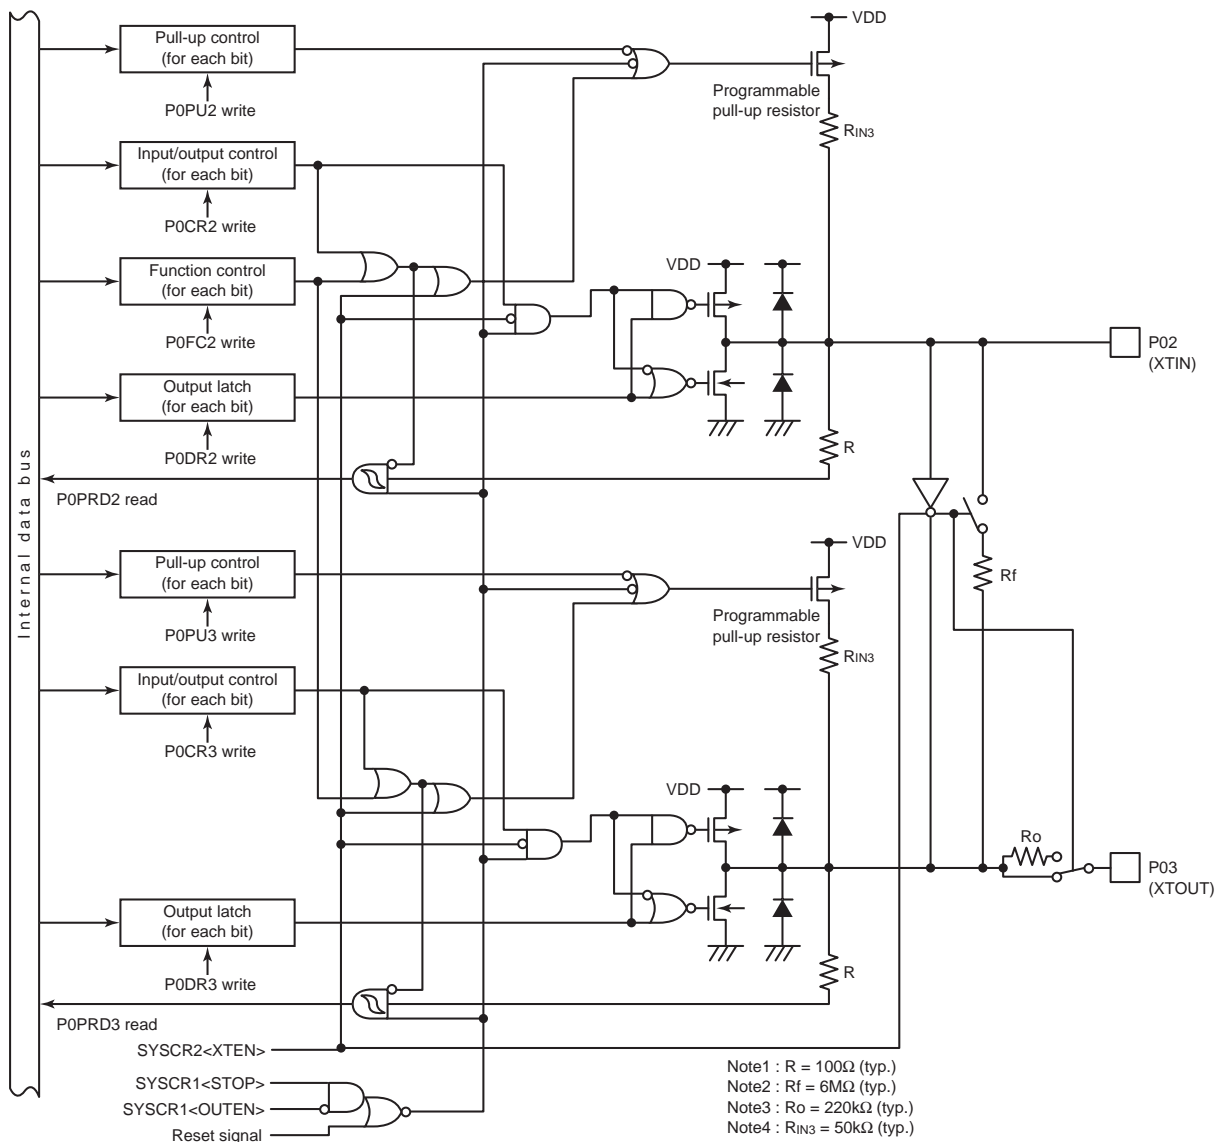 VDD
Pull-up control
(for each bit)
P0PU2 write
Programmable
pull-up resistor
RIN3
Input/output control
(for each bit)
P0CR2 write
Function control
(for each bit)
P0FC2 write
VDD
P02
(XTIN)
Output latch
(for each bit)
P0DR2 write
R
P0PRD2 read
Internal data bus
VDD
Pull-up control
(for each bit)
P0PU3 write
Rf
Programmable
pull-up resistor
RIN3
Input/output control
(for each bit)
P0CR3 write
VDD
Ro
P03
(XTOUT)
Output latch
(for each bit)
P0DR3 write
R
P0PRD3 read
SYSCR2<XTEN>
SYSCR1<STOP>
SYSCR1<OUTEN>
Reset signal
Note1 : R = 100Ω (typ.)
Note2 : Rf = 6MΩ (typ.)
Note3 : Ro = 220kΩ (typ.)
Note4 : RIN3 = 50kΩ (typ.)